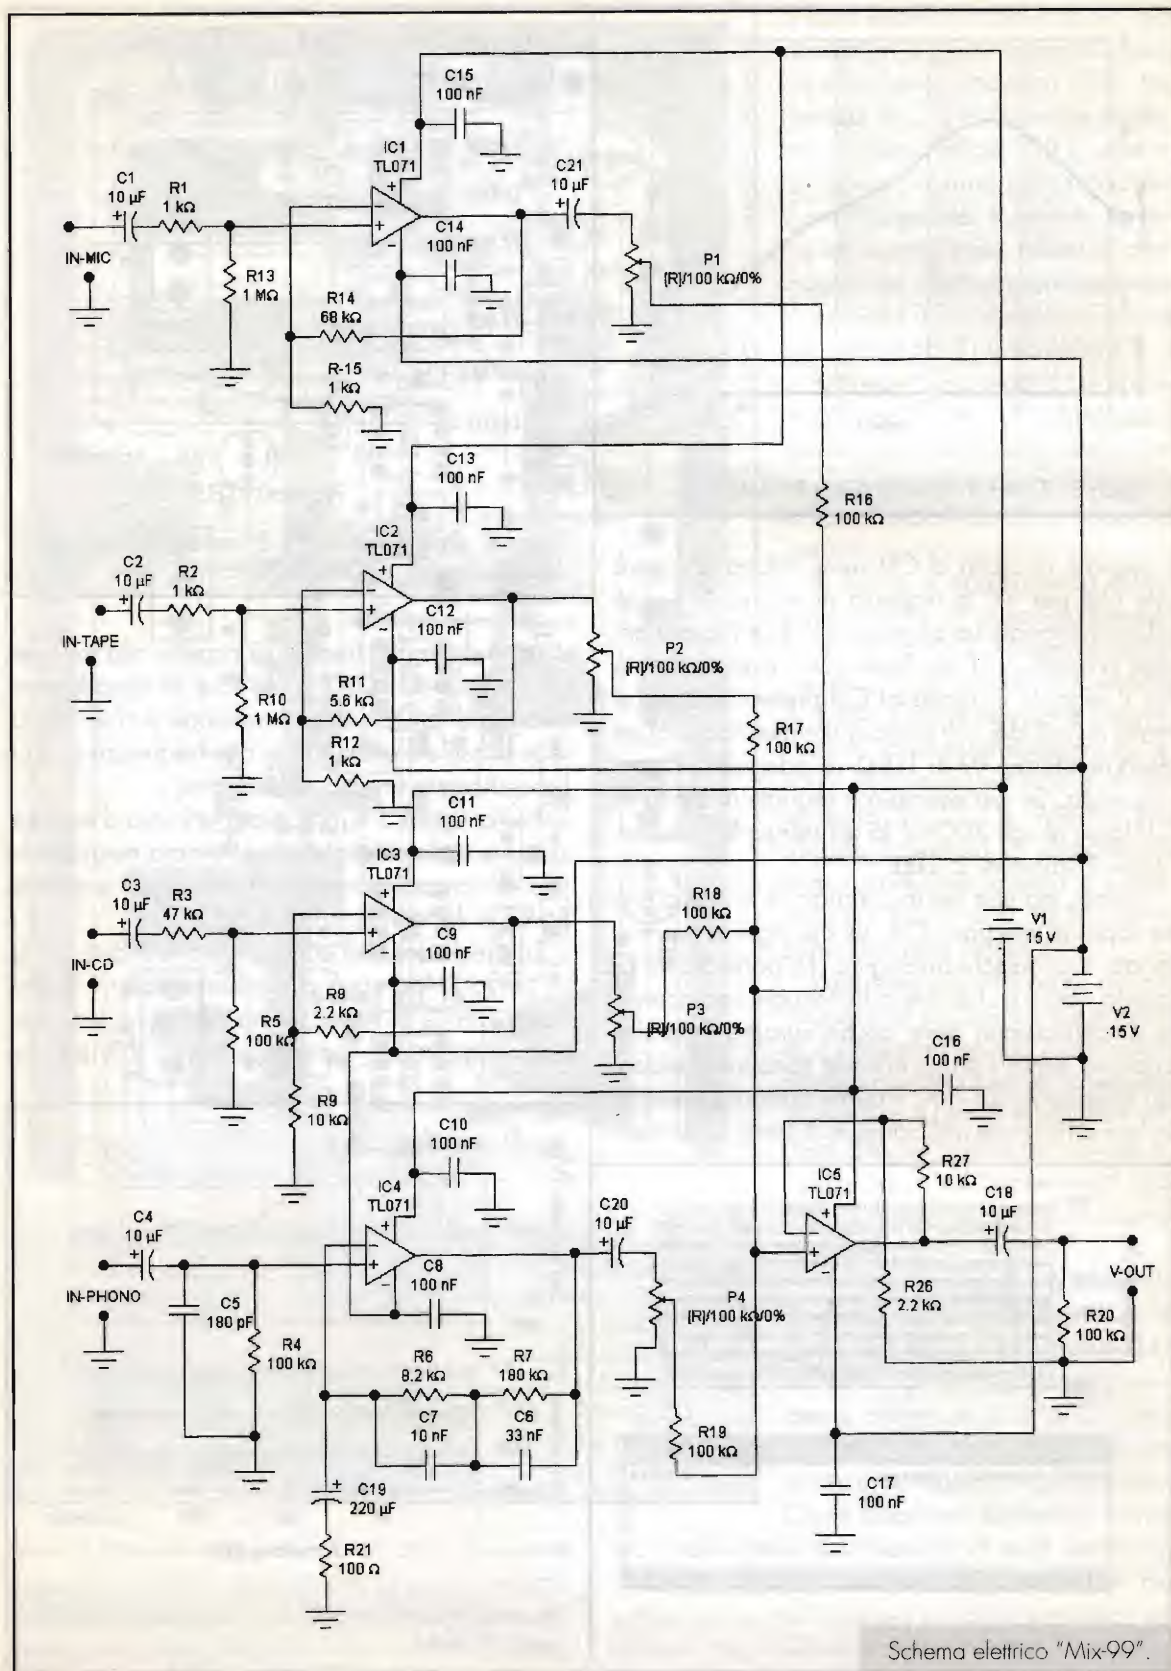 C15
100 nF
IC1
TL071
+
-
+
-
C1
10 µF
+
R1
1 kΩ
IN-MIC
R13
1 MΩ
C14
100 nF
C21
10 µF
+
P1
[R]/100 kΩ/0%
R14
68 kΩ
R-15
1 kΩ
C13
100 nF
R16
100 kΩ
IC2
TL071
+
-
+
-
C2
10 µF
+
R2
1 kΩ
IN-TAPE
C12
100 nF
P2
[R]/100 kΩ/0%
R10
1 MΩ
R11
5.6 kΩ
R12
1 kΩ
R17
100 kΩ
C11
100 nF
IC3
TL071
+
-
+
-
C3
10 µF
+
R3
47 kΩ
IN-CD
R18
100 kΩ
V1
15 V
C9
100 nF
R5
100 kΩ
R9
2.2 kΩ
P3
[R]/100 kΩ/0%
V2
-15 V
C16
100 nF
R9
10 kΩ
C10
100 nF
IC4
TL071
+
-
+
-
IC5
TL071
+
-
+
R27
10 kΩ
C4
10 µF
+
C20
10 µF
+
C18
10 µF
+
IN-PHONO
C8
100 nF
C5
180 pF
R4
100 kΩ
P4
[R]/100 kΩ/0%
R26
2.2 kΩ
V-OUT
R20
100 kΩ
R6
8.2 kΩ
R7
180 kΩ
C7
10 nF
C6
33 nF
R19
100 kΩ
C19
220 µF
+
C17
100 nF
R21
100 Ω
Schema elettrico "Mix-99".